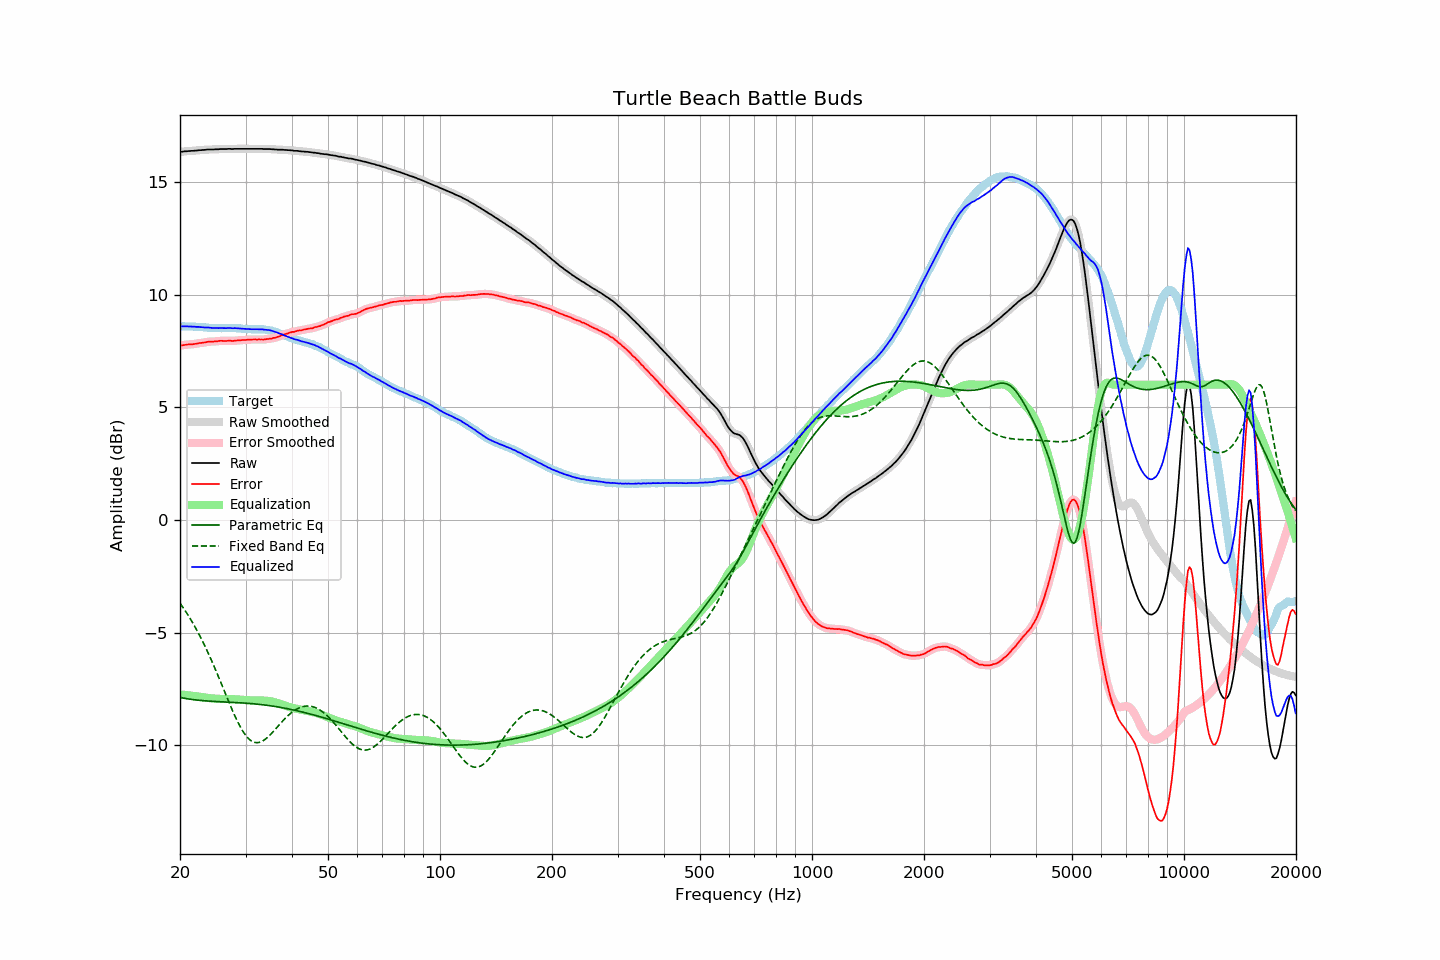 Turtle Beach Battle Buds
Amplitude (dBr)
15
10
5
0
−5
−10
Target
Raw Smoothed
Error Smoothed
Raw
Error
Equalization
Parametric Eq
Fixed Band Eq
Equalized
20
50
100
200
500
1000
2000
5000
10000
20000
Frequency (Hz)